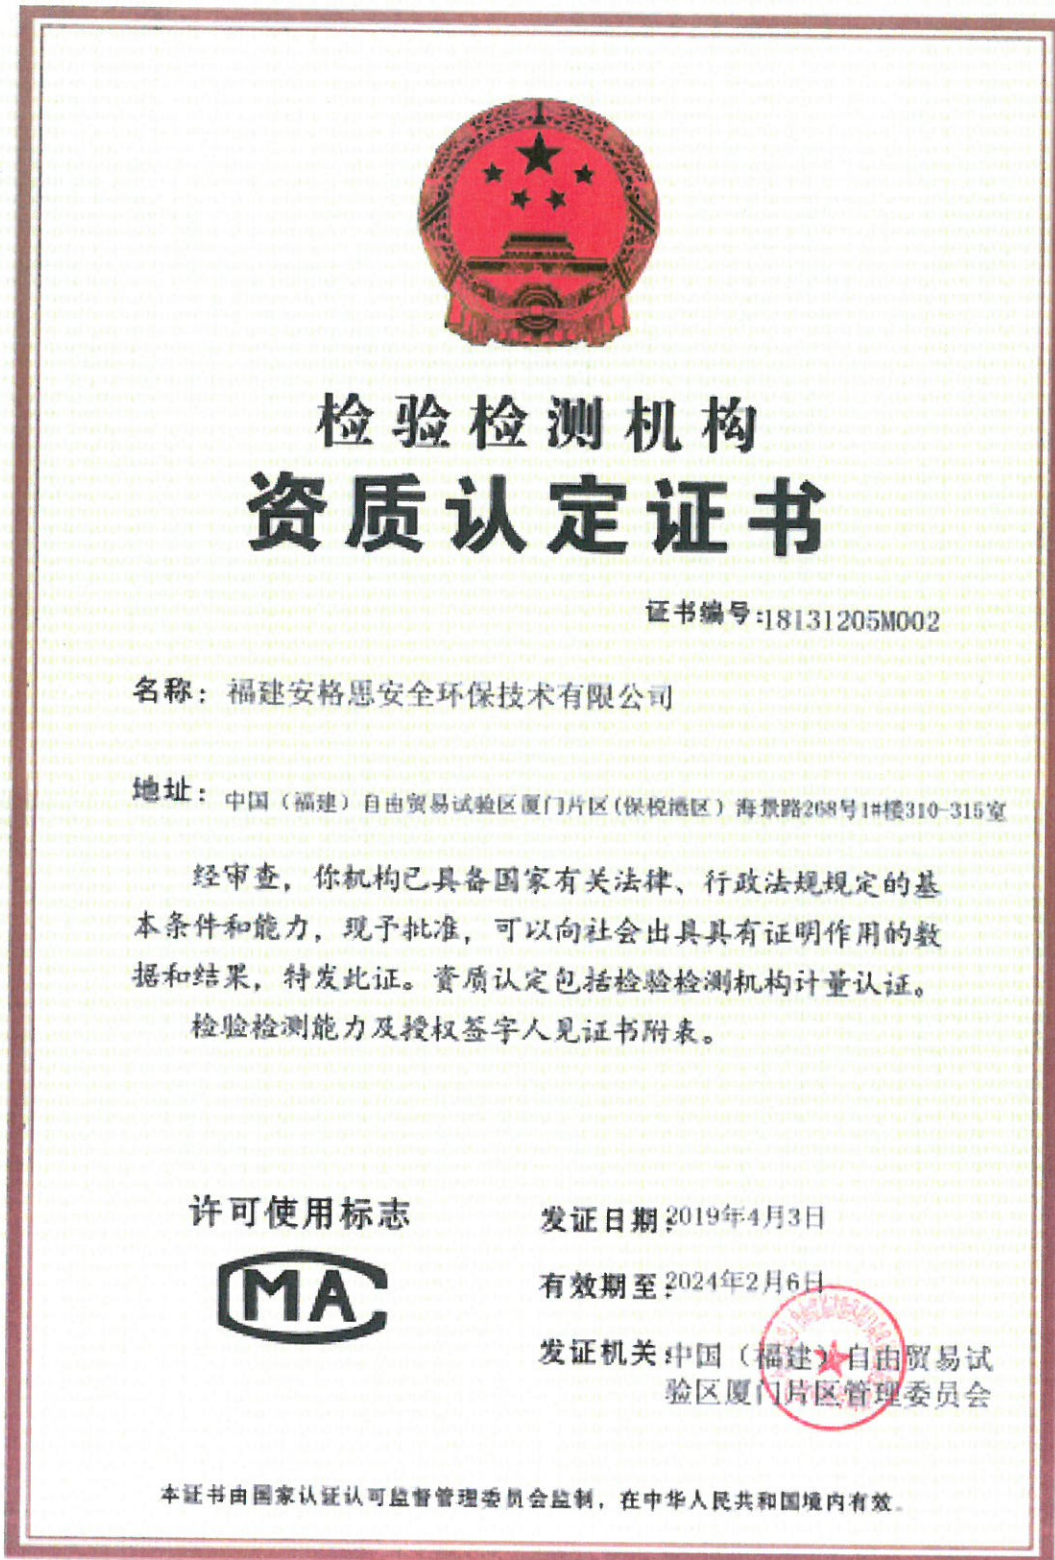 检验检测机构
资质认定证书
证书编号:18131205M002
名称：福建安格思安全环保技术有限公司
地址：中国（福建）自由贸易试验区厦门片区(保税港区）海景路268号1#楼310-315室
经审查，你机构已具备国家有关法律、行政法规规定的基
本条件和能力，现予批准，可以向社会出具具有证明作用的数
据和结果，特发此证。资质认定包括检验检测机构计量认证。
检验检测能力及授权签字人见证书附表。
许可使用标志
MA
发证日期：2019年4月3日
有效期至：2024年2月6日
发证机关：中国（福建）自由贸易试
验区厦门片区管理委员会
本证书由国家认证认可监督管理委员会监制，在中华人民共和国境内有效。